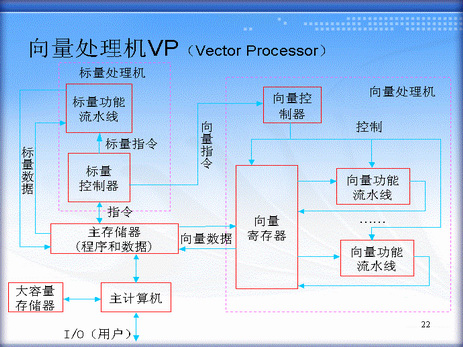 向量处理机VP（Vector Processor）
标量处理机
向量处理机
标量功能
流水线
向量控
制器
标量指令
向量指令
控制
标量数据
标量
控制器
向量功能
流水线
指令
向量
寄存器
……
主存储器
(程序和数据)
向量数据
向量功能
流水线
大容量
存储器
主计算机
I/O（用户）
22